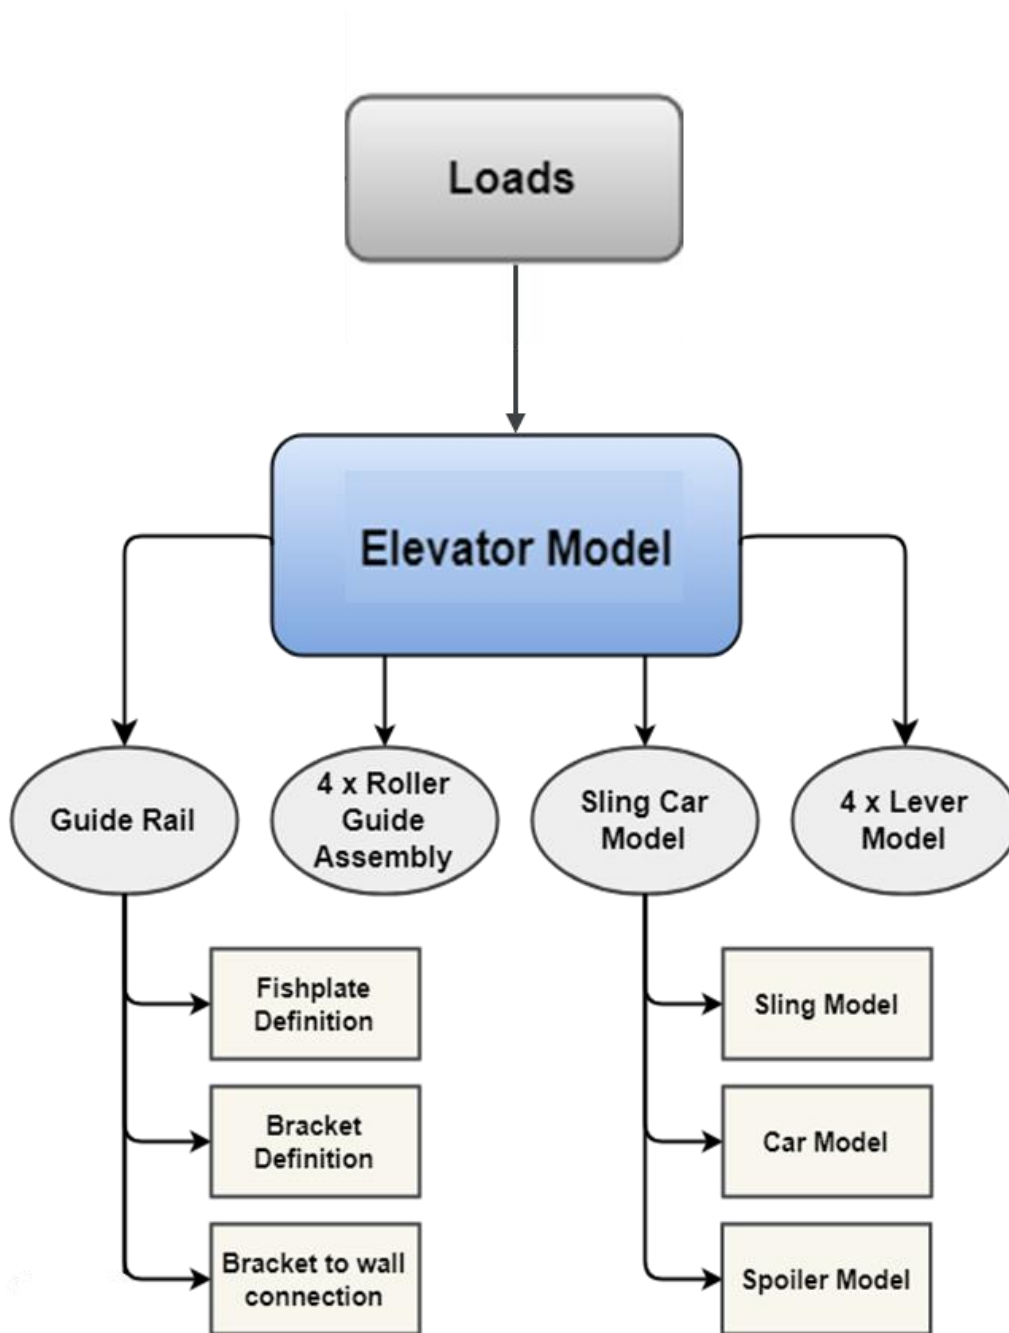 Loads
Elevator Model
Guide Rail
4 x Roller
Guide
Assembly
Sling Car
Model
4 x Lever
Model
Fishplate
Definition
Bracket
Definition
Bracket to wall
connection
Sling Model
Car Model
Spoiler Model